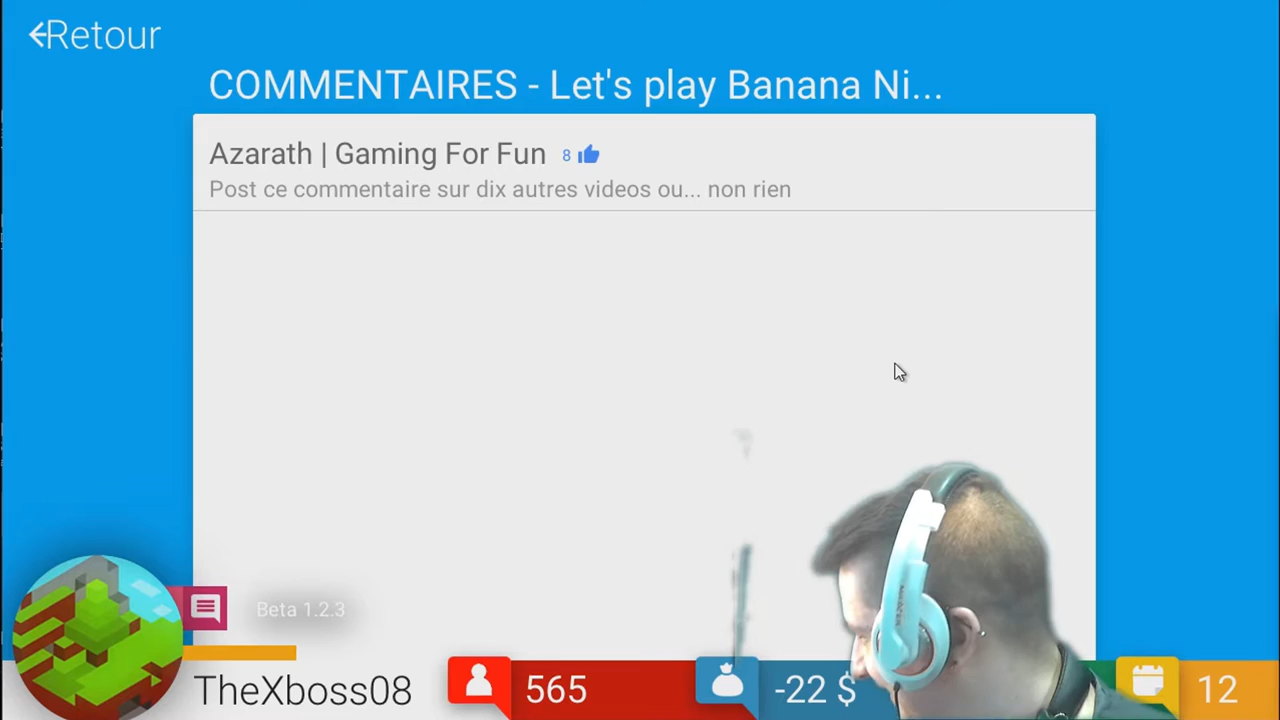 Retour
COMMENTAIRES - Let's play Banana Ni...
Azarath | Gaming For Fun 8
Post ce commentaire sur dix autres videos ou... non rien
Beta 1.2.3
TheXboss08 565 -22 $ 12